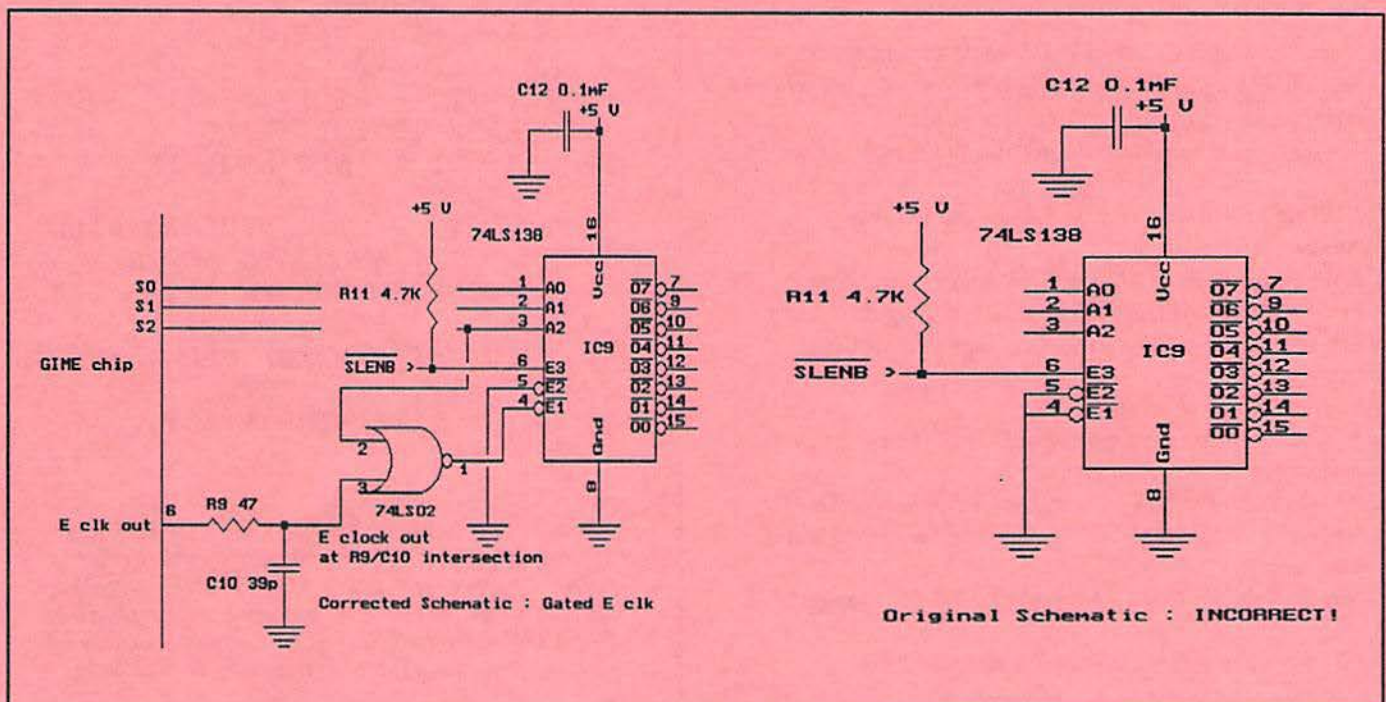 C12 0.1mF
+5 V
+5 V
74LS138
16
Vcc
S0
S1
S2
R11 4.7K
1 A0
2 A1
3 A2
O7 7
O6 9
O5 10
O4 11
O3 12
O2 13
O1 14
O0 15
IC9
GIME chip
SLENB >
6 E3
5 E2
4 E1
Gnd
8
2
3
1
74LS02
E clk out
6
R9 47
C10 39p
E clock out
at R9/C10 intersection
Corrected Schematic : Gated E clk
C12 0.1mF
+5 V
+5 V
74LS138
16
Vcc
R11 4.7K
1 A0
2 A1
3 A2
O7 7
O6 9
O5 10
O4 11
O3 12
O2 13
O1 14
O0 15
IC9
SLENB >
6 E3
5 E2
4 E1
Gnd
8
Original Schematic : INCORRECT!